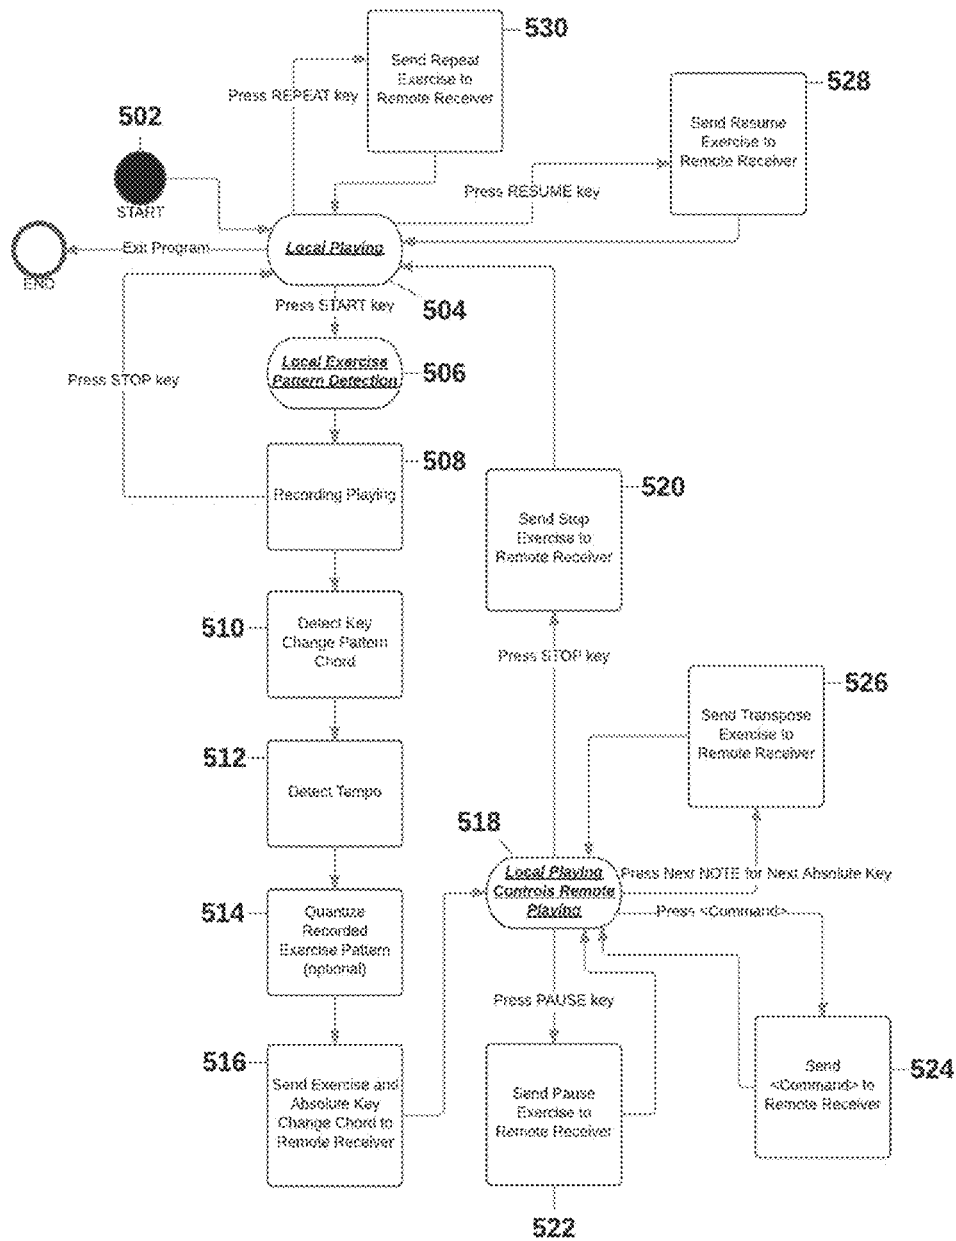 530
Send Repeat
Exercise to
Remote Receiver
Press REPEAT key
528
Send Resume
Exercise to
Remote Receiver
502
START
Press RESUME key
Local Playing
Exit Program
END
504
Press START key
Local Exercise
Pattern Detection
506
Press STOP key
508
Recording Playing
520
Send Stop
Exercise to
Remote Receiver
510
Detect Key
Change Pattern
Chord
Press STOP key
526
Send Transpose
Exercise to
Remote Receiver
512
Detect Tempo
518
Local Playing
Controls Remote
Playing
Press Next NOTE for Next Absolute Key
Press <Command>
514
Quantize
Recorded
Exercise Pattern
(optional)
Press PAUSE key
516
Send Exercise and
Absolute Key
Change Chord to
Remote Receiver
Send Pause
Exercise to
Remote Receiver
522
Send
<Command> to
Remote Receiver
524